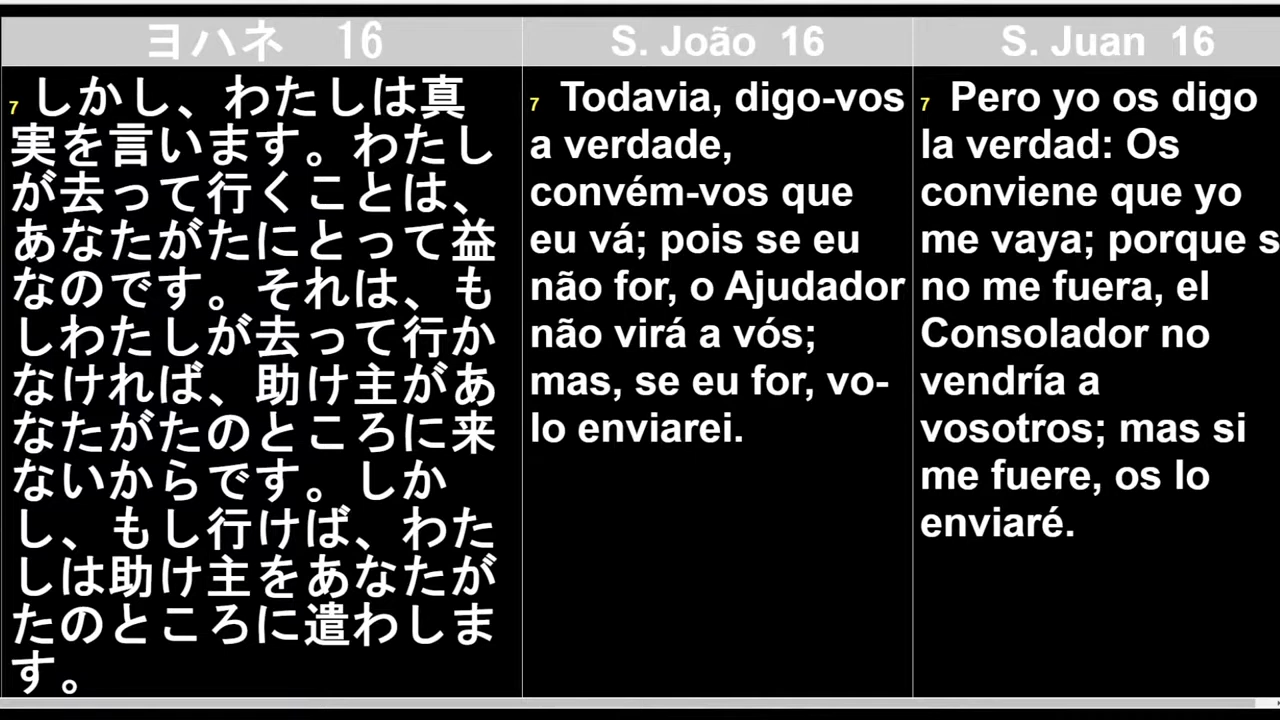 ヨハネ 16
7 しかし、わたしは真
実を言います。わたし
が去って行くことは、
あなたがたにとって益
なのです。それは、も
しわたしが去って行か
なければ、助け主があ
なたがたのところに来
ないからです。しか
し、もし行けば、わた
しは助け主をあなたが
たのところに遣わしま
す。
S. João 16
7 Todavia, digo-vos
a verdade,
convém-vos que
eu vá; pois se eu
não for, o Ajudador
não virá a vós;
mas, se eu for, vo-
lo enviarei.
S. Juan 16
7 Pero yo os digo
la verdad: Os
conviene que yo
me vaya; porque s
no me fuera, el
Consolador no
vendría a
vosotros; mas si
me fuere, os lo
enviaré.